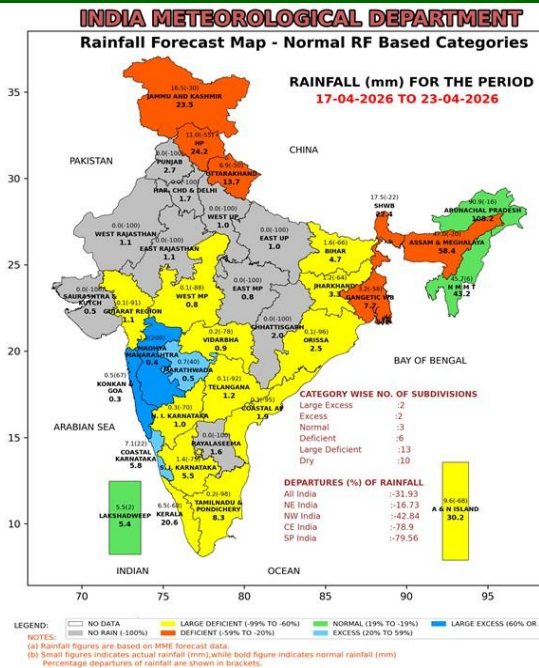 INDIA METEOROLOGICAL DEPARTMENT
Rainfall Forecast Map - Normal RF Based Categories
RAINFALL (mm) FOR THE PERIOD
17-04-2026 TO 23-04-2026
35
30
25
20
15
10
70
75
80
85
90
95
PAKISTAN
CHINA
ARABIAN SEA
BAY OF BENGAL
INDIAN
OCEAN
16.5(-30)
JAMMU AND KASHMIR
23.5
11.0(-55)
HP
24.2
0.0(-100)
PUNJAB
2.7
UTTARAKHAND
13.7
HAR. CHD & DELHI
1.7
0.0(-100)
WEST UP
1.0
0.0(-100)
EAST UP
1.0
0.0(-100)
WEST RAJASTHAN
1.1
0.0(-100)
EAST RAJASTHAN
1.1
17.5(-22)
SHWB
22.4
90.9(-16)
ARUNACHAL PRADESH
108.2
ASSAM & MEGHALAYA
58.4
45.7(6)
N M M T
43.2
1.6(-66)
BIHAR
4.7
1.2(-64)
JHARKHAND
3.3
GANGETIC WB
7.7
SAURASHTRA &
KUTCH
0.5
0.1(-91)
GUJARAT REGION
1.1
0.1(-88)
WEST MP
0.8
0.0(-100)
EAST MP
0.8
0.0(-100)
CHHATTISGARH
2.0
0.1(-96)
ORISSA
2.5
0.2(-78)
VIDARBHA
0.9
MADHYA
MAHARASHTRA
0.4
0.7(40)
MARATHWADA
0.5
0.5(67)
KONKAN &
GOA
0.3
0.1(-92)
TELANGANA
1.2
COASTAL AP
1.9
0.3(-70)
N. I. KARNATAKA
1.0
0.0(-100)
RAYALASEEMA
1.6
7.1(22)
COASTAL
KARNATAKA
5.8
S. I. KARNATAKA
5.5
0.2(-98)
TAMILNADU &
PONDICHERY
8.3
6.5(-68)
KERALA
20.6
5.5(2)
LAKSHADWEEP
5.4
9.6(-68)
A & N ISLAND
30.2
CATEGORY WISE NO. OF SUBDIVISIONS
Large Excess :2
Excess :2
Normal :3
Deficient :6
Large Deficient :13
Dry :10
DEPARTURES (%) OF RAINFALL
All India :-31.93
NE India :-16.73
NW India :-42.84
CE India :-78.9
SP India :-79.56
LEGEND:
NO DATA
LARGE DEFICIENT (-99% TO -60%)
NORMAL (19% TO -19%)
LARGE EXCESS (60% OR
NO RAIN (-100%)
DEFICIENT (-59% TO -20%)
EXCESS (20% TO 59%)
NOTES:
(a) Rainfall figures are based on MME forecast data.
(b) Small figures indicates actual rainfall (mm),while bold figure indicates normal rainfall (mm)
Percentage departures of rainfall are shown in brackets.